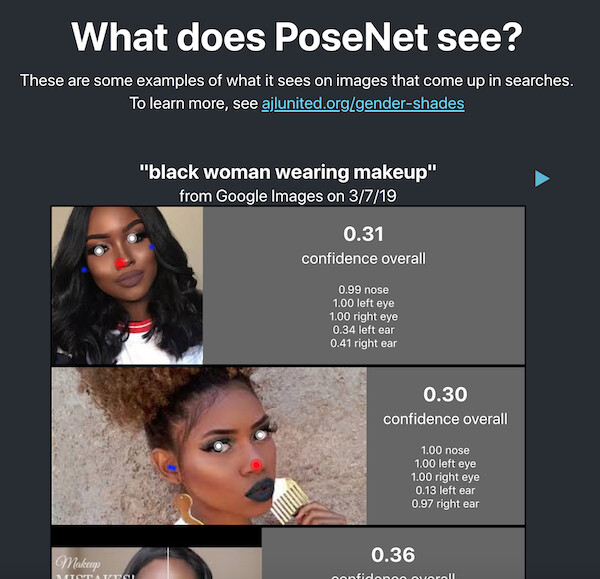 What does PoseNet see?
These are some examples of what it sees on images that come up in searches.
To learn more, see ajlunited.org/gender-shades
"black woman wearing makeup"
from Google Images on 3/7/19
0.31
confidence overall
0.99 nose
1.00 left eye
1.00 right eye
0.34 left ear
0.41 right ear
0.30
confidence overall
1.00 nose
1.00 left eye
1.00 right eye
0.13 left ear
0.97 right ear
Makeup
MISTAKES!
0.36
confidence overall